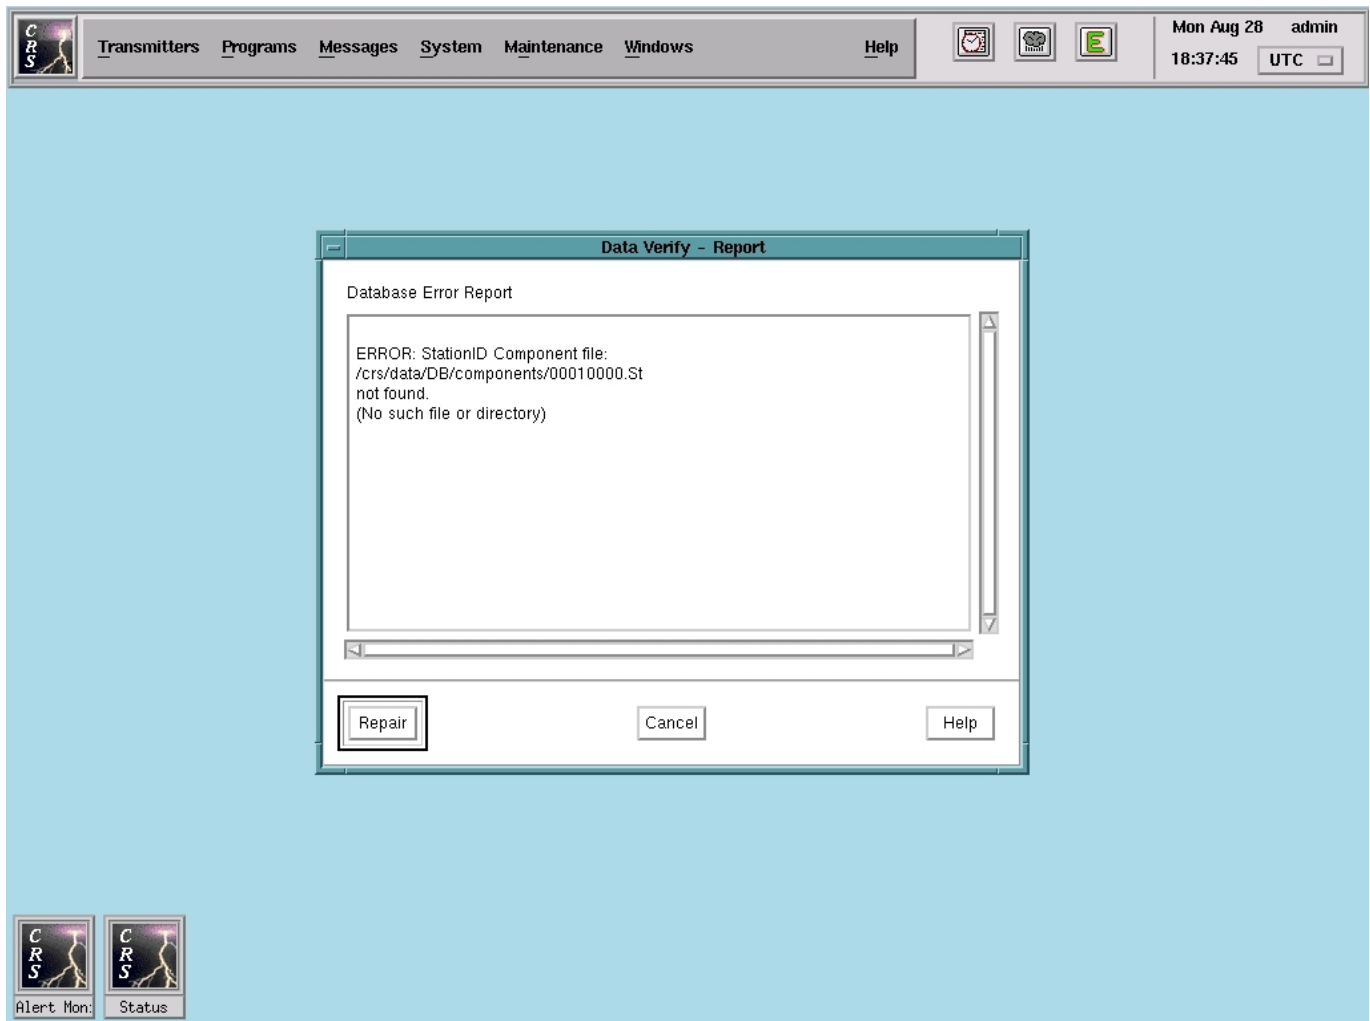 CRS
Transmitters Programs Messages System Maintenance Windows Help
E
Mon Aug 28 admin
18:37:45 UTC
Data Verify - Report
Database Error Report
ERROR: StationID Component file:
/crs/data/DB/components/00010000.St
not found.
(No such file or directory)
Repair Cancel Help
CRS
CRS
Alert Mon:
Status